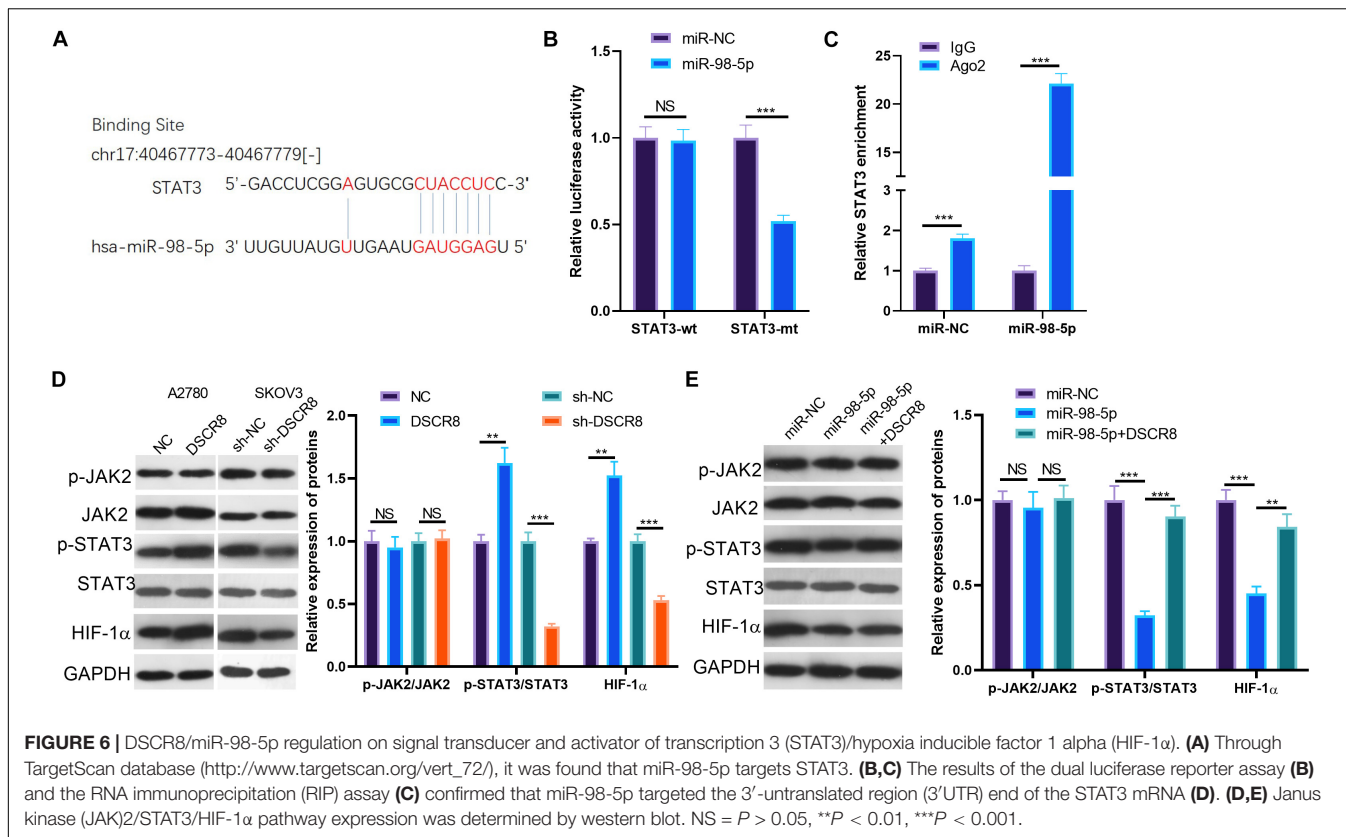 A
Binding Site
chr17:40467773-40467779[-]
STAT3 5'-GACCUCGGAGUGCGCUACCUCC-3'
hsa-miR-98-5p 3' UUGUUAUGUUGAAUGAUGGAGU 5'
B
miR-NC
miR-98-5p
Relative luciferase activity
1.5
1.0
0.5
0.0
NS
***
STAT3-wt
STAT3-mt
C
IgG
Ago2
Relative STAT3 enrichment
25
20
15
2
1
0
***
***
miR-NC
miR-98-5p
D
A2780
SKOV3
NC
DSCR8
sh-NC
sh-DSCR8
p-JAK2
JAK2
p-STAT3
STAT3
HIF-1α
GAPDH
NC
DSCR8
sh-NC
sh-DSCR8
Relative expression of proteins
2.0
1.5
1.0
0.5
0.0
NS
NS
**
***
**
***
p-JAK2/JAK2
p-STAT3/STAT3
HIF-1α
E
miR-NC
miR-98-5p
miR-98-5p
+DSCR8
p-JAK2
JAK2
p-STAT3
STAT3
HIF-1α
GAPDH
miR-NC
miR-98-5p
miR-98-5p+DSCR8
Relative expression of proteins
1.5
1.0
0.5
0.0
NS
NS
***
***
***
**
p-JAK2/JAK2
p-STAT3/STAT3
HIF-1α
FIGURE 6 | DSCR8/miR-98-5p regulation on signal transducer and activator of transcription 3 (STAT3)/hypoxia inducible factor 1 alpha (HIF-1α). (A) Through
TargetScan database (http://www.targetscan.org/vert_72/), it was found that miR-98-5p targets STAT3. (B,C) The results of the dual luciferase reporter assay (B)
and the RNA immunoprecipitation (RIP) assay (C) confirmed that miR-98-5p targeted the 3′-untranslated region (3′UTR) end of the STAT3 mRNA (D). (D,E) Janus
kinase (JAK)2/STAT3/HIF-1α pathway expression was determined by western blot. NS = P > 0.05, **P < 0.01, ***P < 0.001.